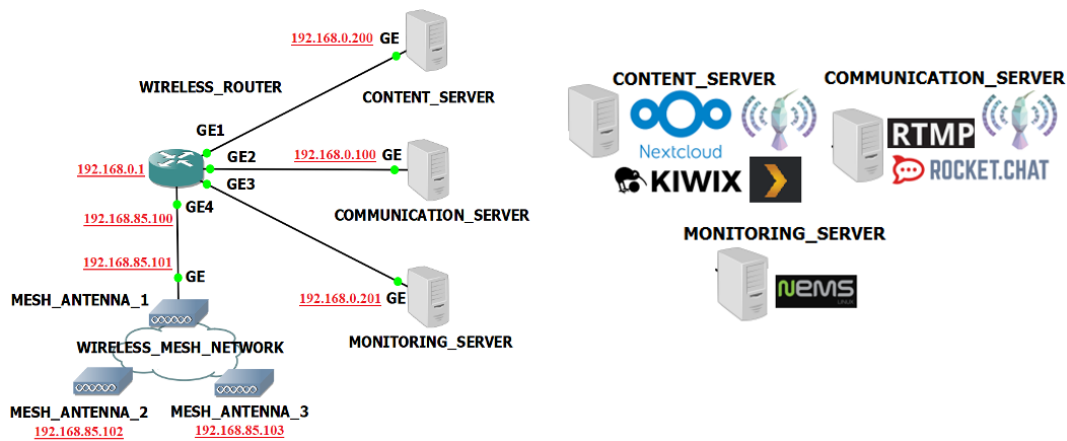 192.168.0.200 GE
WIRELESS_ROUTER
CONTENT_SERVER
GE1
GE2
192.168.0.100 GE
192.168.0.1
GE3
GE4
COMMUNICATION_SERVER
192.168.85.100
192.168.85.101
GE
192.168.0.201 GE
MESH_ANTENNA_1
MONITORING_SERVER
WIRELESS_MESH_NETWORK
MESH_ANTENNA_2
MESH_ANTENNA_3
192.168.85.102
192.168.85.103
CONTENT_SERVER
Nextcloud
KIWIX
COMMUNICATION_SERVER
RTMP
ROCKET.CHAT
MONITORING_SERVER
NEMS
LINUX